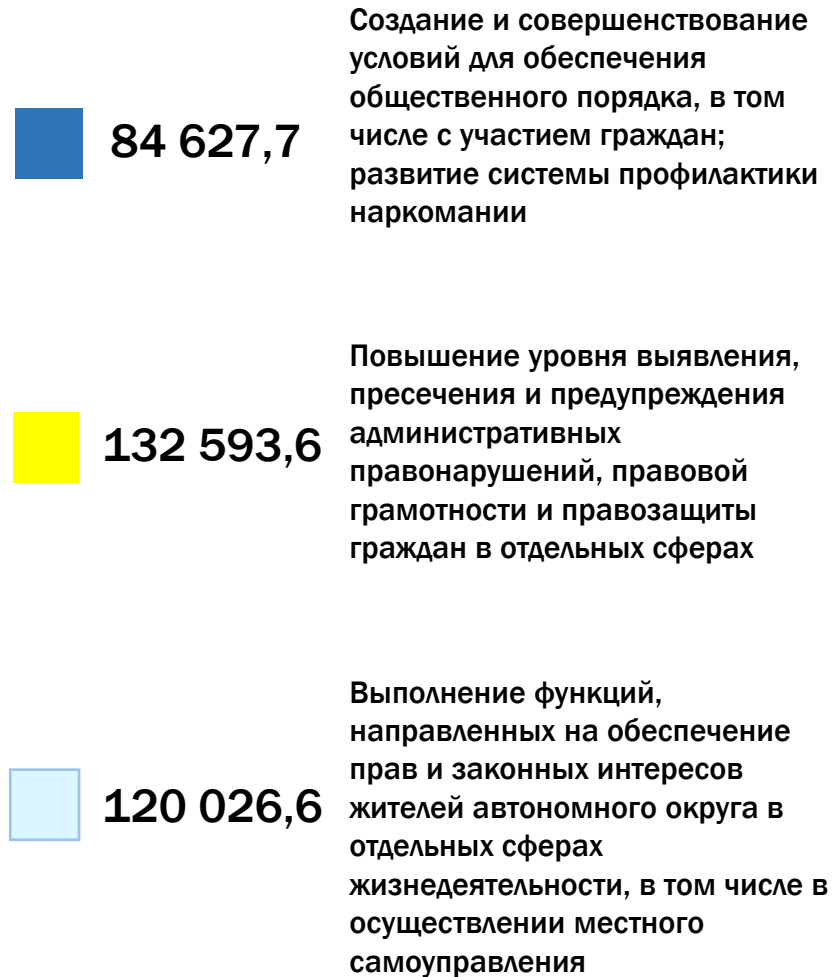 Создание и совершенствование
условий для обеспечения
общественного порядка, в том
84 627,7
числе с участием граждан;
развитие системы профилактики
наркомании
Повышение уровня выявления,
пресечения и предупреждения
132 593,6
административных
правонарушений, правовой
грамотности и правозащиты
граждан в отдельных сферах
Выполнение функций,
направленных на обеспечение
прав и законных интересов
120 026,6
жителей автономного округа в
отдельных сферах
жизнедеятельности, в том числе в
осуществлении местного
самоуправления